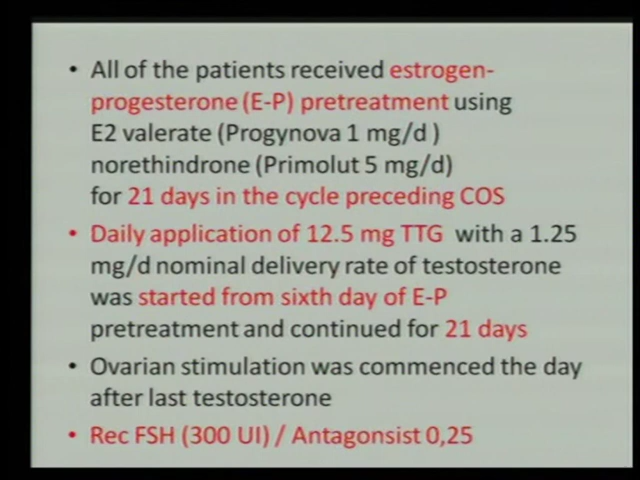 • All of the patients received estrogen-
progesterone (E-P) pretreatment using
E2 valerate (Progynova 1 mg/d )
norethindrone (Primolut 5 mg/d)
for 21 days in the cycle preceding COS
• Daily application of 12.5 mg TTG with a 1.25
mg/d nominal delivery rate of testosterone
was started from sixth day of E-P
pretreatment and continued for 21 days
• Ovarian stimulation was commenced the day
after last testosterone
• Rec FSH (300 UI) / Antagonsist 0,25